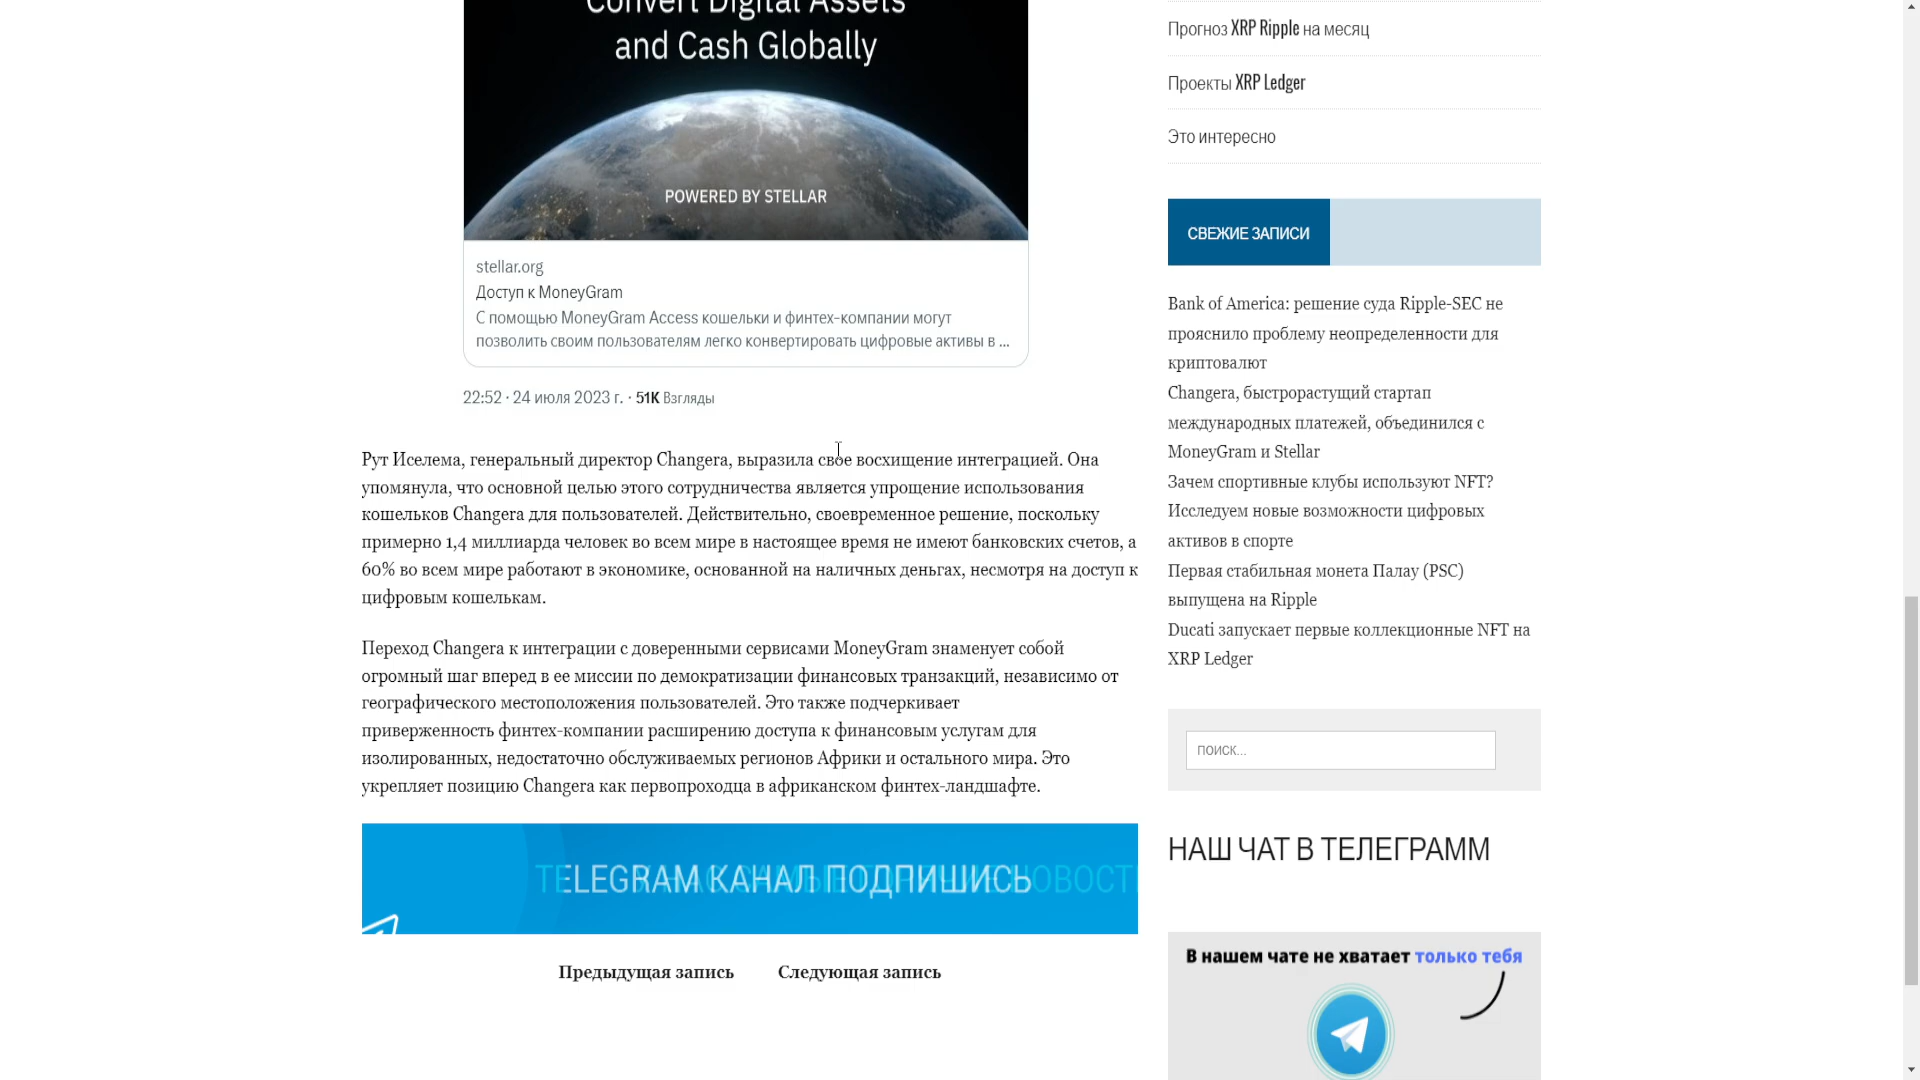 Convert Digital Assets
and Cash Globally
POWERED BY STELLAR
stellar.org
Доступ к MoneyGram
С помощью MoneyGram Access кошельки и финтех-компании могут
позволить своим пользователям легко конвертировать цифровые активы в ...
22:52 · 24 июля 2023 г. · 51K Взгляды
Рут Иселема, генеральный директор Changera, выразила свое восхищение интеграцией. Она
упомянула, что основной целью этого сотрудничества является упрощение использования
кошельков Changera для пользователей. Действительно, своевременное решение, поскольку
примерно 1,4 миллиарда человек во всем мире в настоящее время не имеют банковских счетов, а
60% во всем мире работают в экономике, основанной на наличных деньгах, несмотря на доступ к
цифровым кошелькам.
Переход Changera к интеграции с доверенными сервисами MoneyGram знаменует собой
огромный шаг вперед в ее миссии по демократизации финансовых транзакций, независимо от
географического местоположения пользователей. Это также подчеркивает
приверженность финтех-компании расширению доступа к финансовым услугам для
изолированных, недостаточно обслуживаемых регионов Африки и остального мира. Это
укрепляет позицию Changera как первопроходца в африканском финтех-ландшафте.
TELEGRAM КАНАЛ ПОДПИШИСЬ
Предыдущая запись
Следующая запись
Прогноз XRP Ripple на месяц
Проекты XRP Ledger
Это интересно
СВЕЖИЕ ЗАПИСИ
Bank of America: решение суда Ripple-SEC не
прояснило проблему неопределенности для
криптовалют
Changera, быстрорастущий стартап
международных платежей, объединился с
MoneyGram и Stellar
Зачем спортивные клубы используют NFT?
Исследуем новые возможности цифровых
активов в спорте
Первая стабильная монета Палау (PSC)
выпущена на Ripple
Ducati запускает первые коллекционные NFT на
XRP Ledger
поиск...
НАШ ЧАТ В ТЕЛЕГРАММ
В нашем чате не хватает только тебя